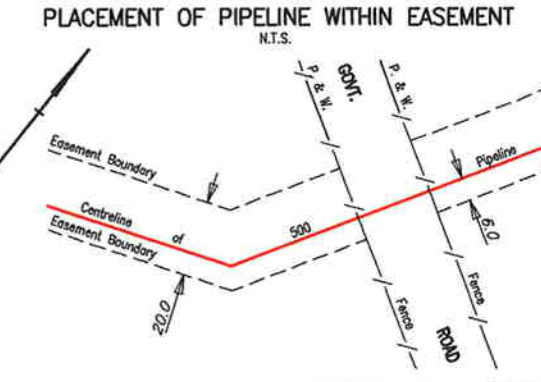 PLACEMENT OF PIPELINE WITHIN EASEMENT
N.T.S.
P. & W.
GOVT.
P. & W.
Easement Boundary
Pipeline
Centreline of
500
Easement Boundary
6.0
20.0
Fence
Fence
ROAD